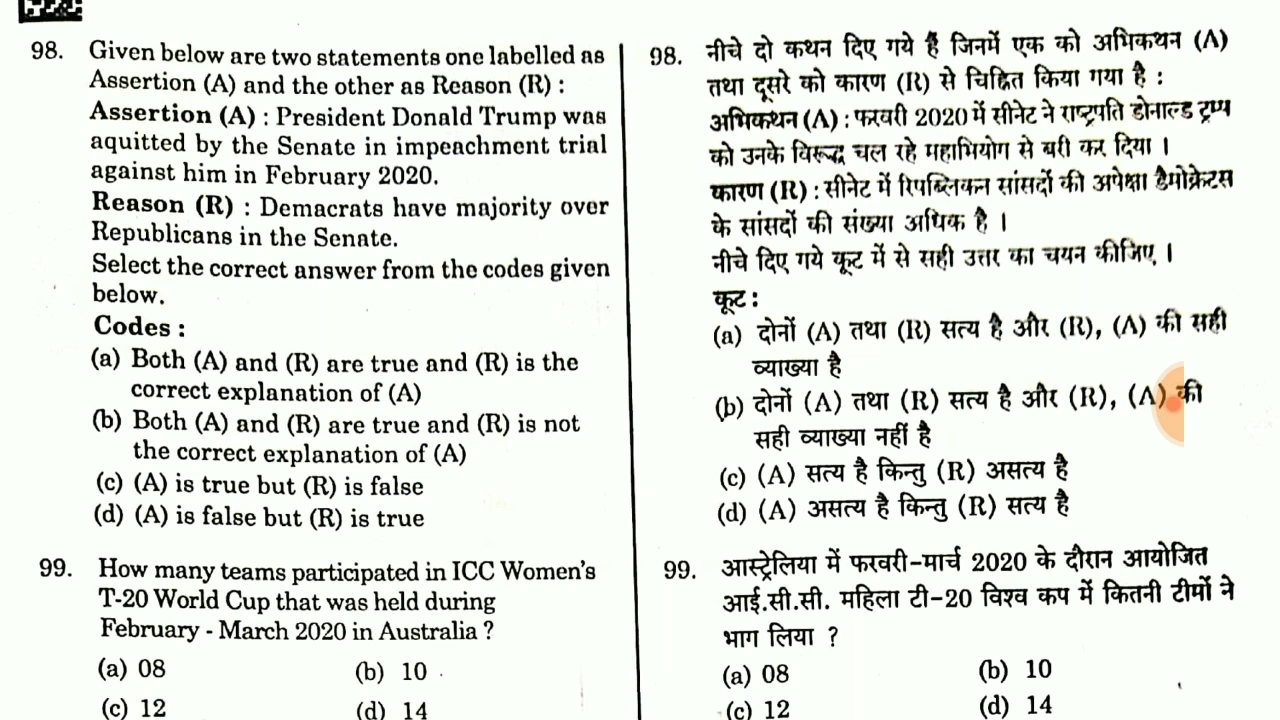 98. Given below are two statements one labelled as
Assertion (A) and the other as Reason (R) :
Assertion (A) : President Donald Trump was
aquitted by the Senate in impeachment trial
against him in February 2020.
Reason (R) : Demacrats have majority over
Republicans in the Senate.
Select the correct answer from the codes given
below.
Codes :
(a) Both (A) and (R) are true and (R) is the
correct explanation of (A)
(b) Both (A) and (R) are true and (R) is not
the correct explanation of (A)
(c) (A) is true but (R) is false
(d) (A) is false but (R) is true
99. How many teams participated in ICC Women's
T-20 World Cup that was held during
February - March 2020 in Australia ?
(a) 08 (b) 10
(c) 12 (d) 14
98. नीचे दो कथन दिए गये हैं जिनमें एक को अभिकथन (A)
तथा दूसरे को कारण (R) से चिह्नित किया गया है :
अभिकथन (A) : फरवरी 2020 में सीनेट ने राष्ट्रपति डोनाल्ड ट्रम्प
को उनके विरूद्ध चल रहे महाभियोग से बरी कर दिया ।
कारण (R) : सीनेट में रिपब्लिकन सांसदों की अपेक्षा डैमोक्रेटस
के सांसदों की संख्या अधिक है ।
नीचे दिए गये कूट में से सही उत्तर का चयन कीजिए ।
कूट :
(a) दोनों (A) तथा (R) सत्य है और (R), (A) की सही
व्याख्या है
(b) दोनों (A) तथा (R) सत्य है और (R), (A) की
सही व्याख्या नहीं है
(c) (A) सत्य है किन्तु (R) असत्य है
(d) (A) असत्य है किन्तु (R) सत्य है
99. आस्ट्रेलिया में फरवरी-मार्च 2020 के दौरान आयोजित
आई.सी.सी. महिला टी-20 विश्व कप में कितनी टीमों ने
भाग लिया ?
(a) 08 (b) 10
(c) 12 (d) 14